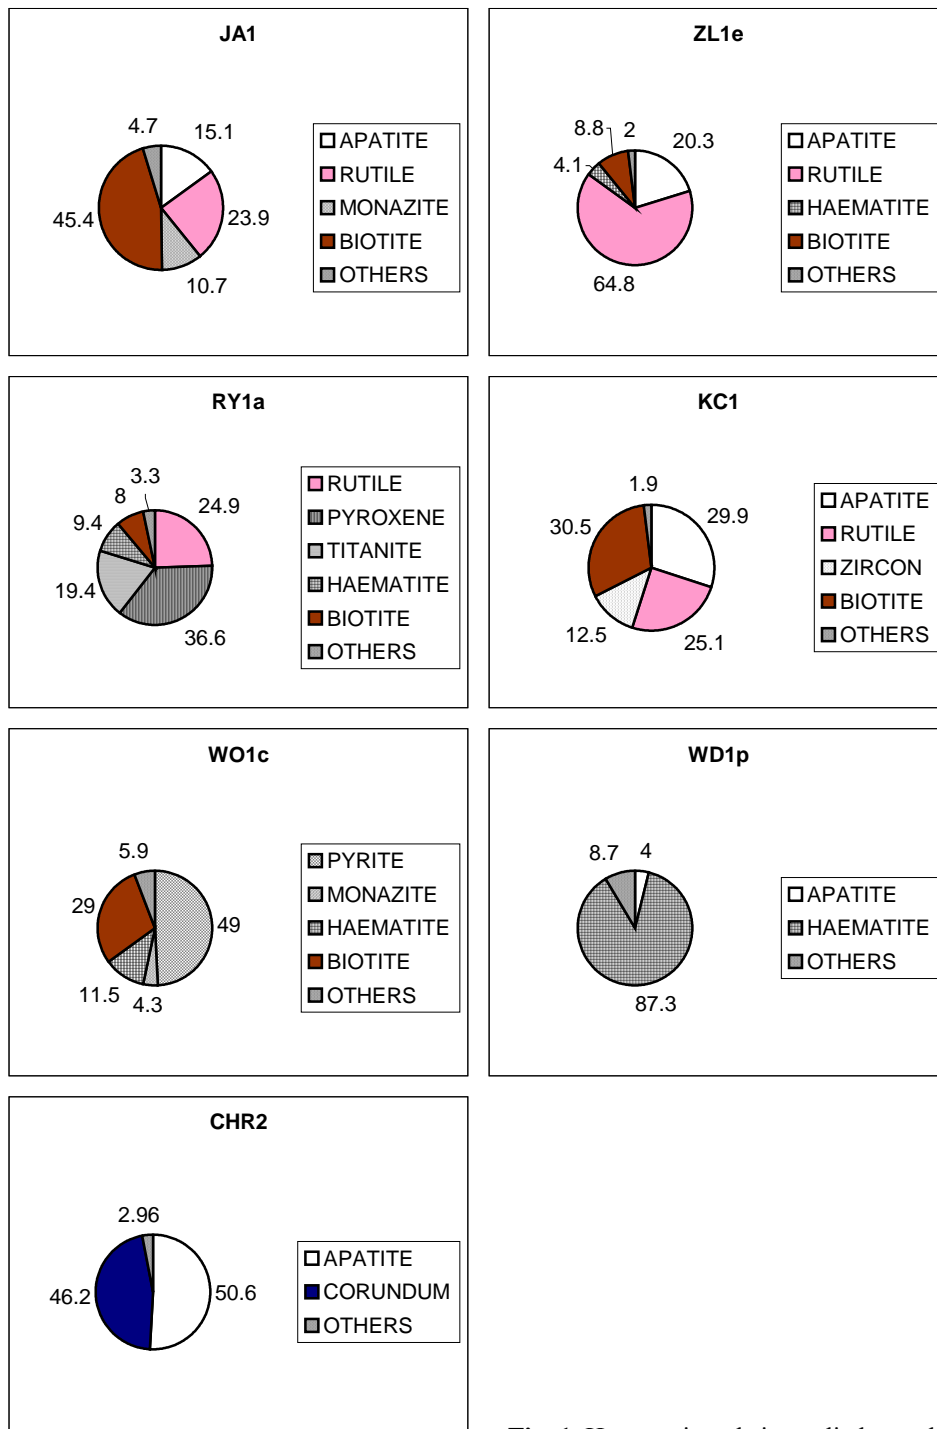 JA1
4.7
15.1
45.4
23.9
10.7
APATITE
RUTILE
MONAZITE
BIOTITE
OTHERS
ZL1e
8.8
2
20.3
4.1
64.8
APATITE
RUTILE
HAEMATITE
BIOTITE
OTHERS
RY1a
3.3
8
24.9
9.4
19.4
36.6
RUTILE
PYROXENE
TITANITE
HAEMATITE
BIOTITE
OTHERS
KC1
1.9
30.5
29.9
12.5
25.1
APATITE
RUTILE
ZIRCON
BIOTITE
OTHERS
WO1c
5.9
29
49
11.5
4.3
PYRITE
MONAZITE
HAEMATITE
BIOTITE
OTHERS
WD1p
8.7
4
87.3
APATITE
HAEMATITE
OTHERS
CHR2
2.96
46.2
50.6
APATITE
CORUNDUM
OTHERS